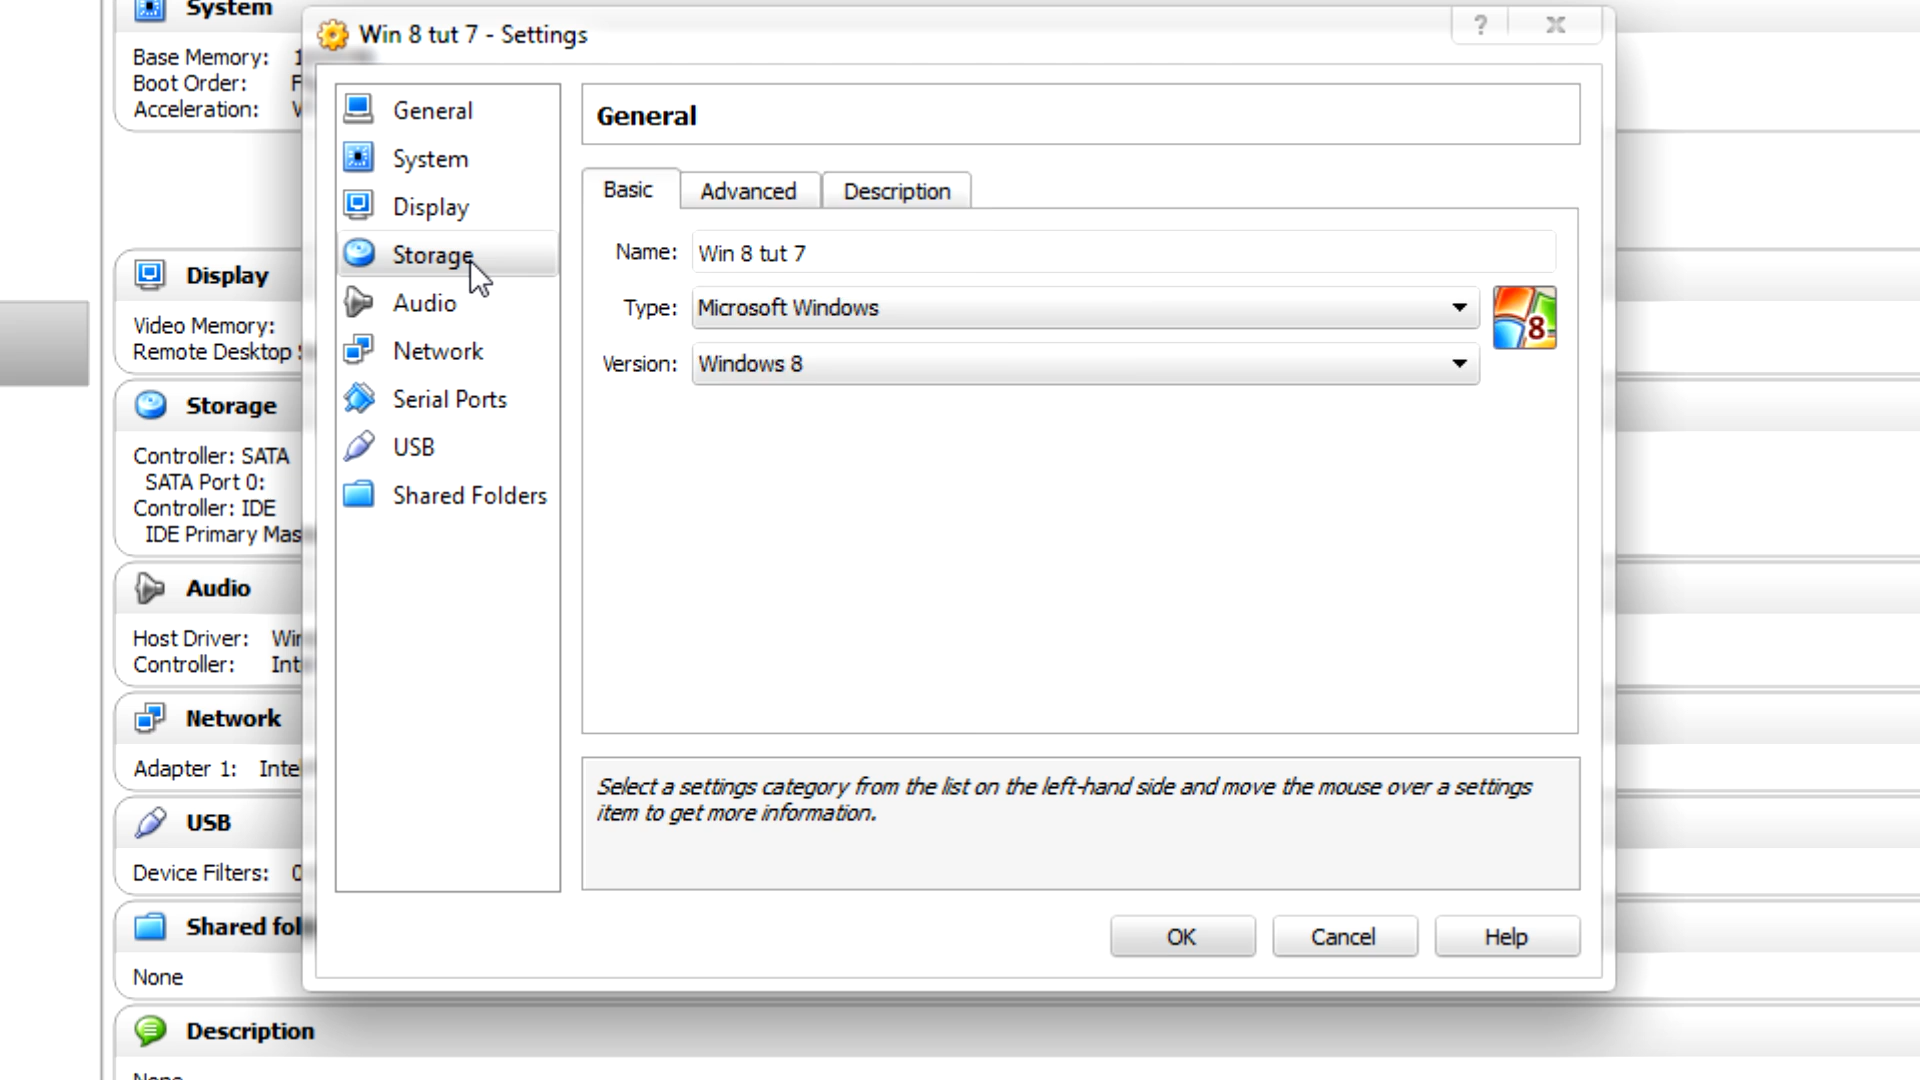 System
Base Memory:
Boot Order:
Acceleration:
Display
Video Memory:
Remote Desktop
Storage
Controller: SATA
SATA Port 0:
Controller: IDE
IDE Primary Mas
Audio
Host Driver: Win
Controller: Int
Network
Adapter 1: Inte
USB
Device Filters: 0
Shared fol
None
Description
Win 8 tut 7 - Settings
? x
General
System
Display
Storage
Audio
Network
Serial Ports
USB
Shared Folders
General
Basic Advanced Description
Name: Win 8 tut 7
Type: Microsoft Windows
8
Version: Windows 8
Select a settings category from the list on the left-hand side and move the mouse over a settings
item to get more information.
OK Cancel Help